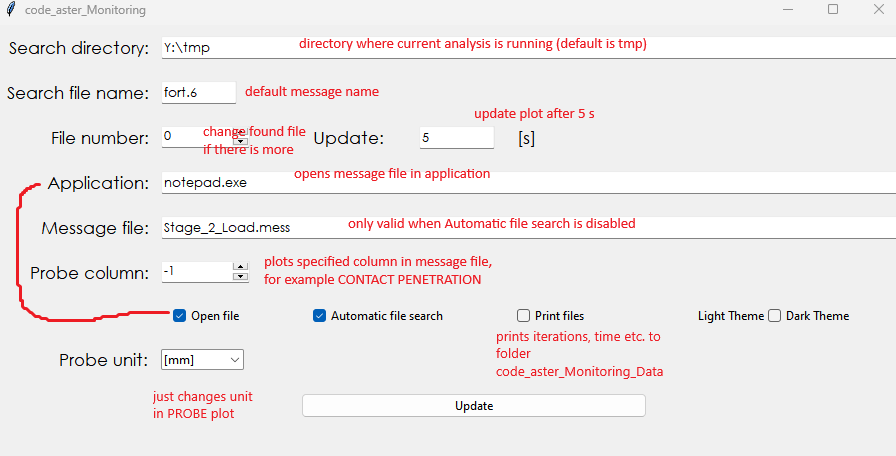 code_aster_Monitoring
Search directory: Y:\tmp directory where current analysis is running (default is tmp)
Search file name: fort.6 default message name
update plot after 5 s
File number: 0 change found file Update: 5 [s]
if there is more
Application: notepad.exe opens message file in application
Message file: Stage_2_Load.mess only valid when Automatic file search is disabled
Probe column: -1 plots specified column in message file,
for example CONTACT PENETRATION
Open file Automatic file search Print files Light Theme Dark Theme
prints iterations, time etc. to
folder
code_aster_Monitoring_Data
Probe unit: [mm]
just changes unit
in PROBE plot
Update